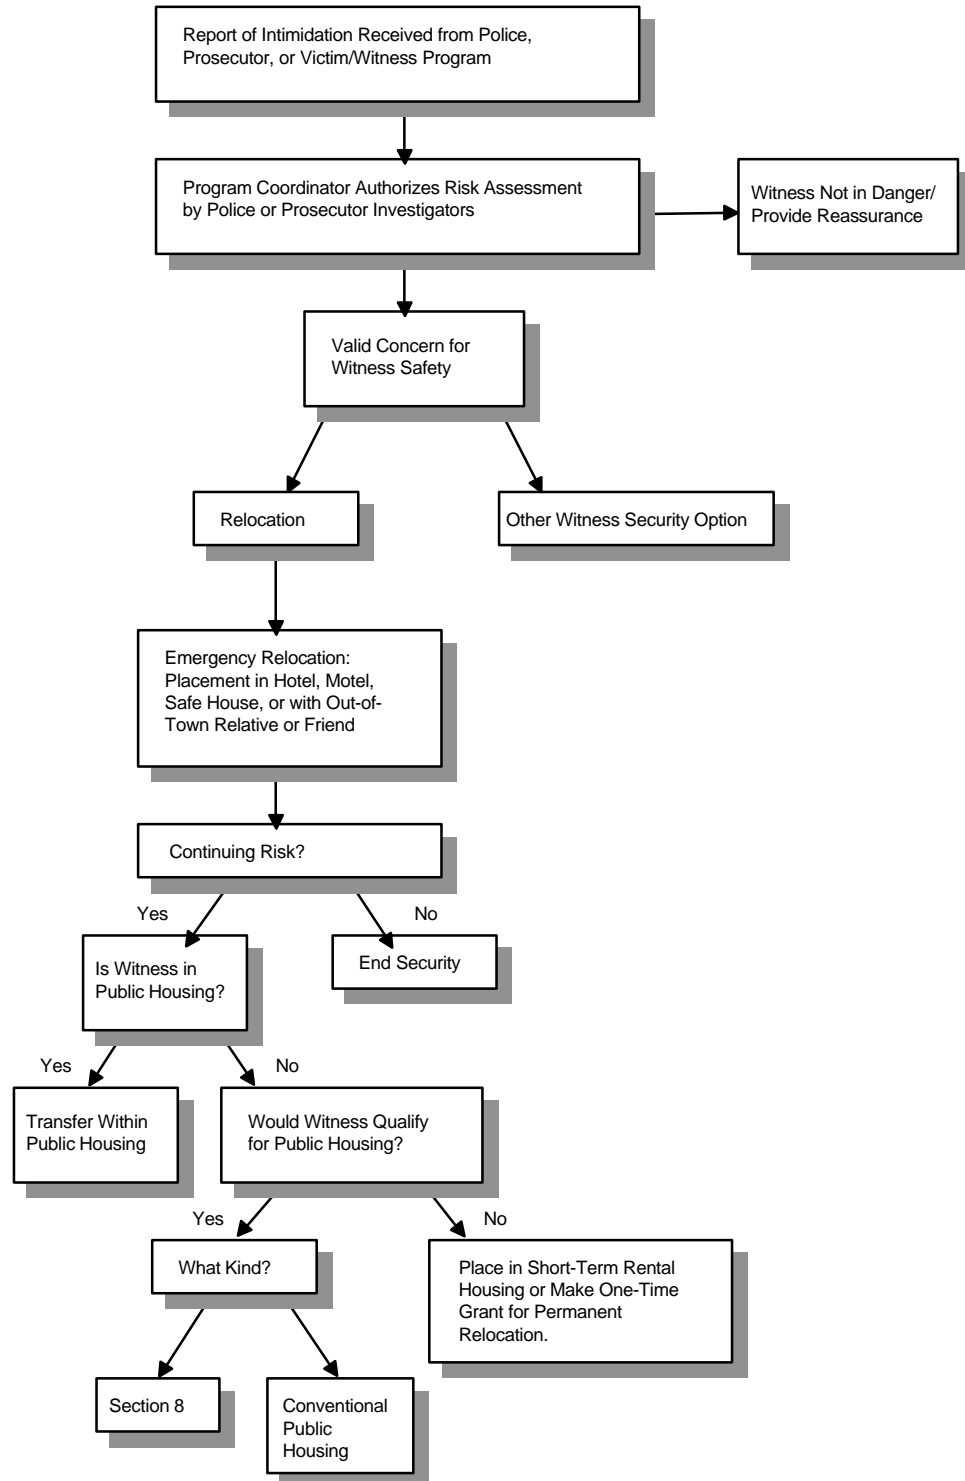 Report of Intimidation Received from Police,
Prosecutor, or Victim/Witness Program
Program Coordinator Authorizes Risk Assessment
by Police or Prosecutor Investigators
Witness Not in Danger/
Provide Reassurance
Valid Concern for
Witness Safety
Relocation
Other Witness Security Option
Emergency Relocation:
Placement in Hotel, Motel,
Safe House, or with Out-of-
Town Relative or Friend
Continuing Risk?
Yes
No
Is Witness in
Public Housing?
End Security
Yes
No
Transfer Within
Public Housing
Would Witness Qualify
for Public Housing?
Yes
No
What Kind?
Place in Short-Term Rental
Housing or Make One-Time
Grant for Permanent
Relocation.
Section 8
Conventional
Public
Housing